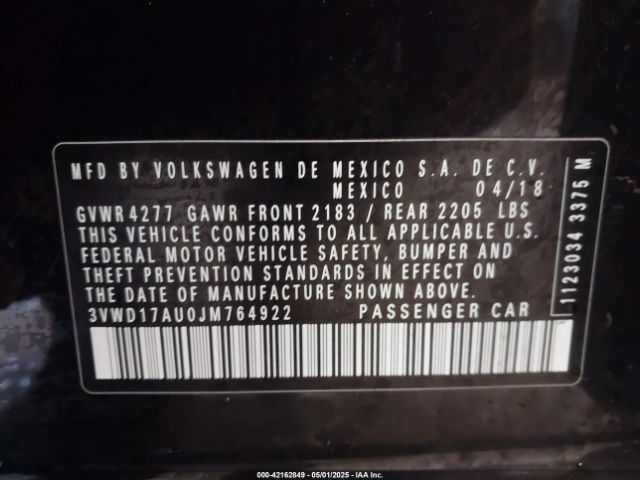 MFD BY VOLKSWAGEN DE MEXICO S.A. DE C.V.
MEXICO 04/18
GVWR 4277 GAWR FRONT 2183 / REAR 2205 LBS
THIS VEHICLE CONFORMS TO ALL APPLICABLE U.S.
FEDERAL MOTOR VEHICLE SAFETY, BUMPER AND
THEFT PREVENTION STANDARDS IN EFFECT ON
THE DATE OF MANUFACTURE SHOWN ABOVE.
3VWD17AU0JM764922 PASSENGER CAR
1123034 3375 M
000-42162849 - 05/01/2025 - IAA Inc.